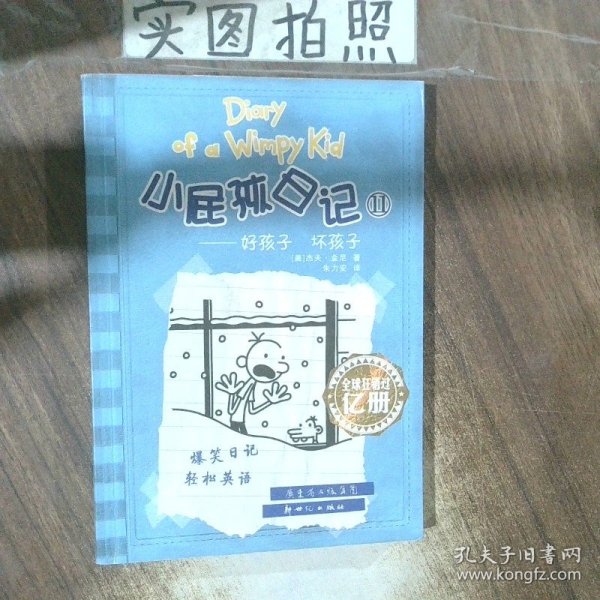 实图拍照
Diary
of a Wimpy Kid
小屁孩日记⑪
——好孩子 坏孩子
[美]杰夫·金尼 著
朱力安 译
全球狂销过
亿册
爆笑日记
轻松英语
广东省出版集团
新世纪出版社
孔夫子旧书网
www.kongfz.com